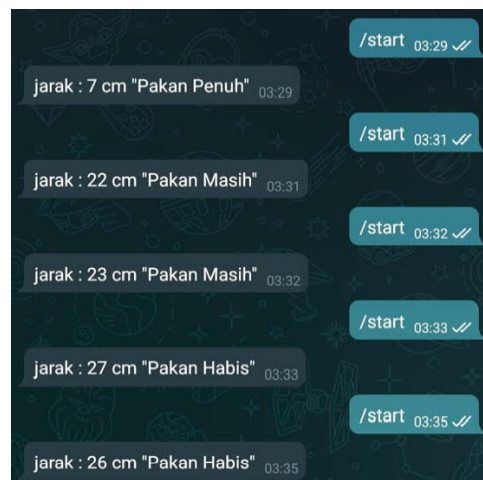 /start 03:29
jarak : 7 cm "Pakan Penuh" 03:29
/start 03:31
jarak : 22 cm "Pakan Masih" 03:31
/start 03:32
jarak : 23 cm "Pakan Masih" 03:32
/start 03:33
jarak : 27 cm "Pakan Habis" 03:33
/start 03:35
jarak : 26 cm "Pakan Habis" 03:35